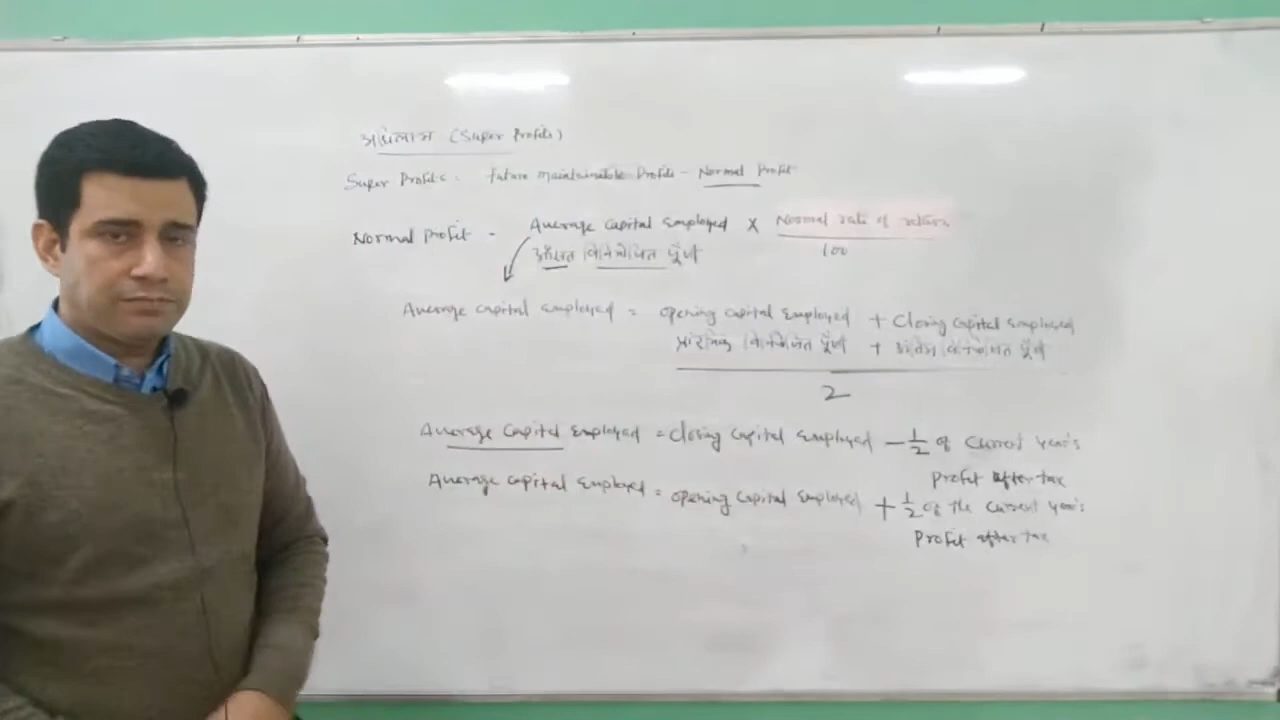 अधिलाभ (Super Profits)
Super Profits = Future maintainable Profits - Normal Profit
Normal Profit = Average Capital Employed X Normal rate of return
औसत विनियोजित पूँजी 100
Average capital employed = opening capital Employed + Closing Capital Employed
प्रारंभिक विनियोजित पूँजी + अंतिम विनियोजित पूँजी
2
Average Capital Employed = Closing Capital Employed - 1/2 of Current Year's
Profit After tax
Average capital Employed = opening Capital Employed + 1/2 of the Current Year's
Profit after tax